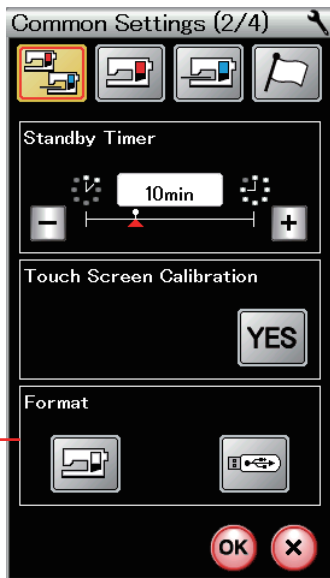 Common Settings (2/4)
Standby Timer
10min
− +
Touch Screen Calibration
YES
Format
OK ×